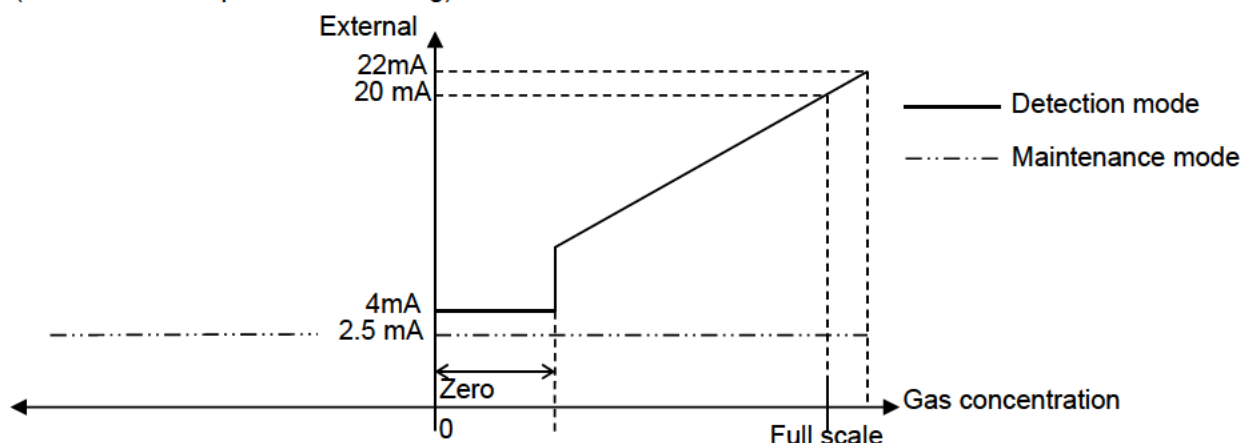 External
22mA
20 mA
Detection mode
Maintenance mode
4mA
2.5 mA
Zero
Gas concentration
0
Full scale